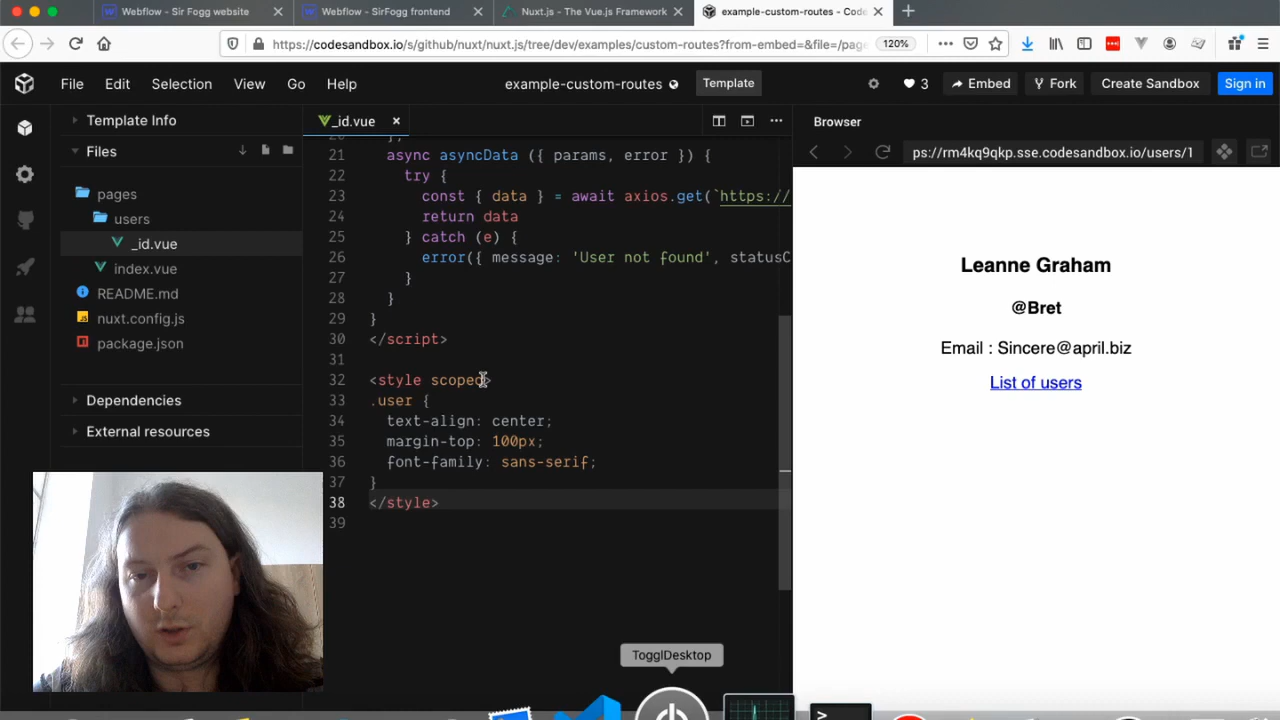 Webflow - Sir Fogg website
Webflow - SirFogg frontend
Nuxt.js - The Vue.js Framework
example-custom-routes - Code
https://codesandbox.io/s/github/nuxt/nuxt.js/tree/dev/examples/custom-routes?from-embed=&file=/page
120%
File Edit Selection View Go Help
example-custom-routes
Template
3
Embed
Fork
Create Sandbox
Sign in
Template Info
Files
pages
users
_id.vue
index.vue
README.md
nuxt.config.js
package.json
Dependencies
External resources
_id.vue
20 };
21 async asyncData ({ params, error }) {
22 try {
23 const { data } = await axios.get(`https://
24 return data
25 } catch (e) {
26 error({ message: 'User not found', statusC
27 }
28 }
29 }
30 </script>
31
32 <style scoped>
33 .user {
34 text-align: center;
35 margin-top: 100px;
36 font-family: sans-serif;
37 }
38 </style>
39
Browser
ps://rm4kq9qkp.sse.codesandbox.io/users/1
Leanne Graham
@Bret
Email : Sincere@april.biz
List of users
TogglDesktop